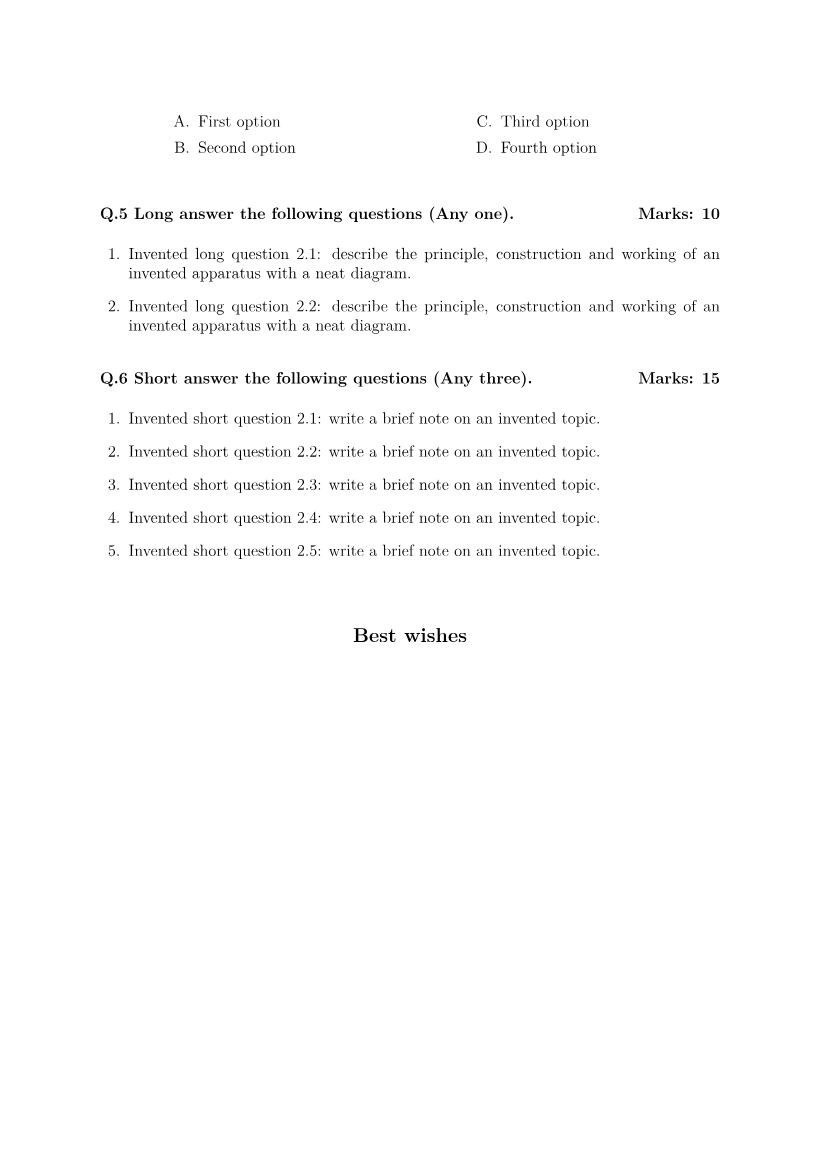 A. First option
B. Second option
C. Third option
D. Fourth option
Q.5 Long answer the following questions (Any one). Marks: 10
1. Invented long question 2.1: describe the principle, construction and working of an
invented apparatus with a neat diagram.
2. Invented long question 2.2: describe the principle, construction and working of an
invented apparatus with a neat diagram.
Q.6 Short answer the following questions (Any three). Marks: 15
1. Invented short question 2.1: write a brief note on an invented topic.
2. Invented short question 2.2: write a brief note on an invented topic.
3. Invented short question 2.3: write a brief note on an invented topic.
4. Invented short question 2.4: write a brief note on an invented topic.
5. Invented short question 2.5: write a brief note on an invented topic.
Best wishes